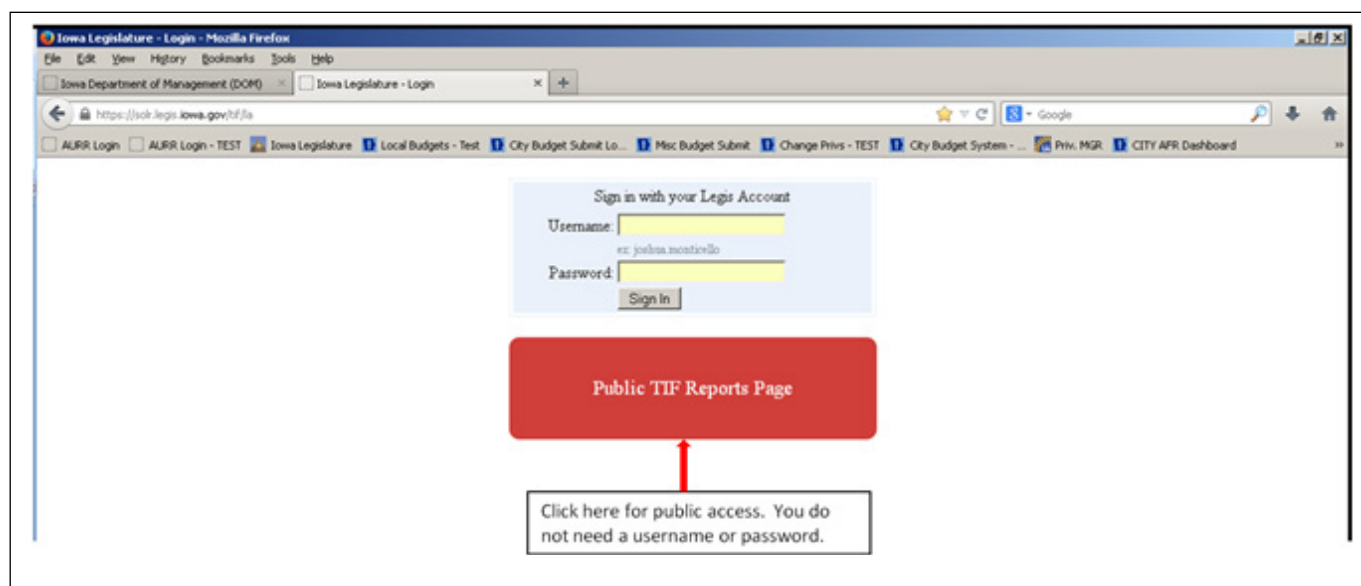 Iowa Legislature - Login - Mozilla Firefox
File Edit View History Bookmarks Tools Help
Iowa Department of Management (DOM) Iowa Legislature - Login
https://solr.legis.iowa.gov/tif/la Google
AURR Login AURR Login - TEST Iowa Legislature Local Budgets - Test City Budget Submit Lo... Misc Budget Submit Change Privs - TEST City Budget System - ... Priv. MGR CITY AFR Dashboard »
Sign in with your Legis Account
Username:
ex: joshua.monticello
Password:
Sign In
Public TIF Reports Page
Click here for public access. You do
not need a username or password.